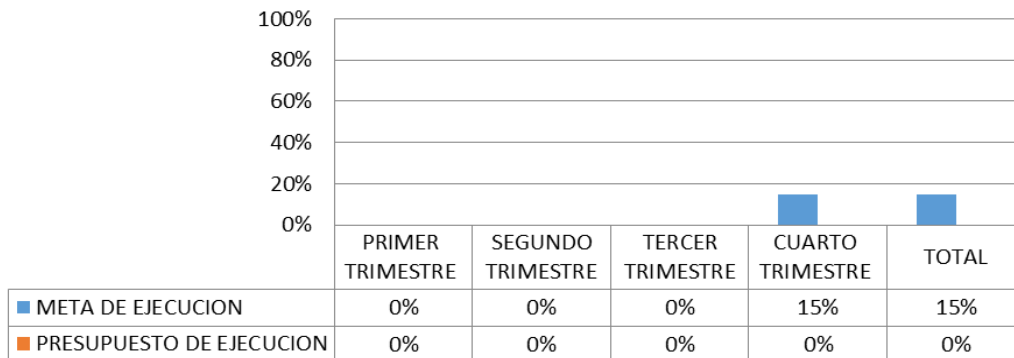 100%
80%
60%
40%
20%
0%
PRIMER TRIMESTRE
SEGUNDO TRIMESTRE
TERCER TRIMESTRE
CUARTO TRIMESTRE
TOTAL
META DE EJECUCION 0% 0% 0% 15% 15%
PRESUPUESTO DE EJECUCION 0% 0% 0% 0% 0%